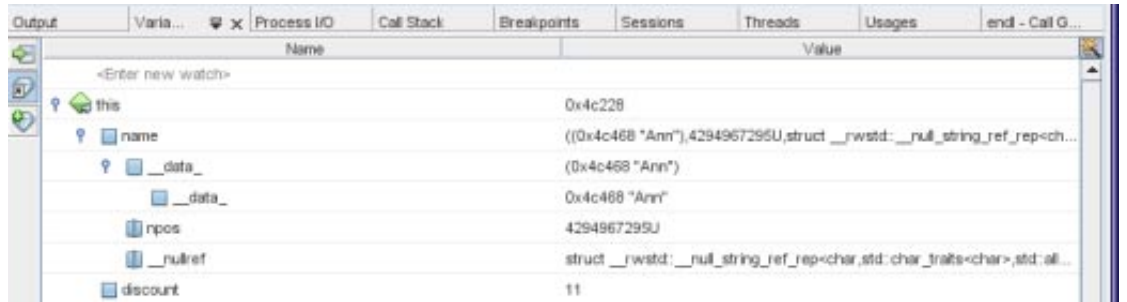 Output Varia... Process I/O Call Stack Breakpoints Sessions Threads Usages endl - Call G...
Name Value
<Enter new watch>
this 0x4c228
name ((0x4c468 "Ann"),4294967295U,struct __rwstd::__null_string_ref_rep<ch...
__data_ (0x4c468 "Ann")
__data_ 0x4c468 "Ann"
npos 4294967295U
__nullref struct __rwstd::__null_string_ref_rep<char,std::char_traits<char>,std::all...
discount 11